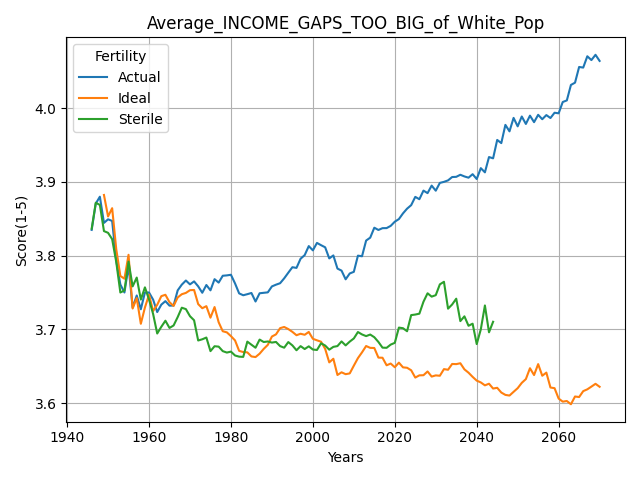 Average_INCOME_GAPS_TOO_BIG_of_White_Pop
Fertility
Actual
Ideal
Sterile
Score(1-5)
4.0
3.9
3.8
3.7
3.6
1940 1960 1980 2000 2020 2040 2060
Years